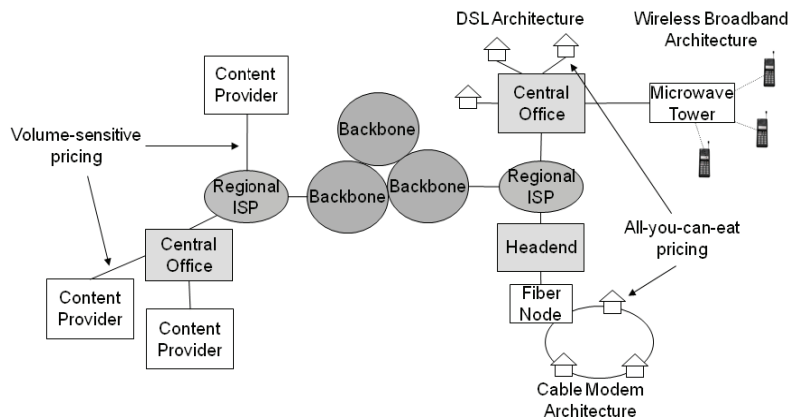 DSL Architecture
Wireless Broadband
Architecture
Content
Provider
Volume-sensitive
pricing
Backbone
Central
Office
Microwave
Tower
Regional
ISP
Backbone
Backbone
Regional
ISP
All-you-can-eat
pricing
Central
Office
Headend
Content
Provider
Content
Provider
Fiber
Node
Cable Modem
Architecture